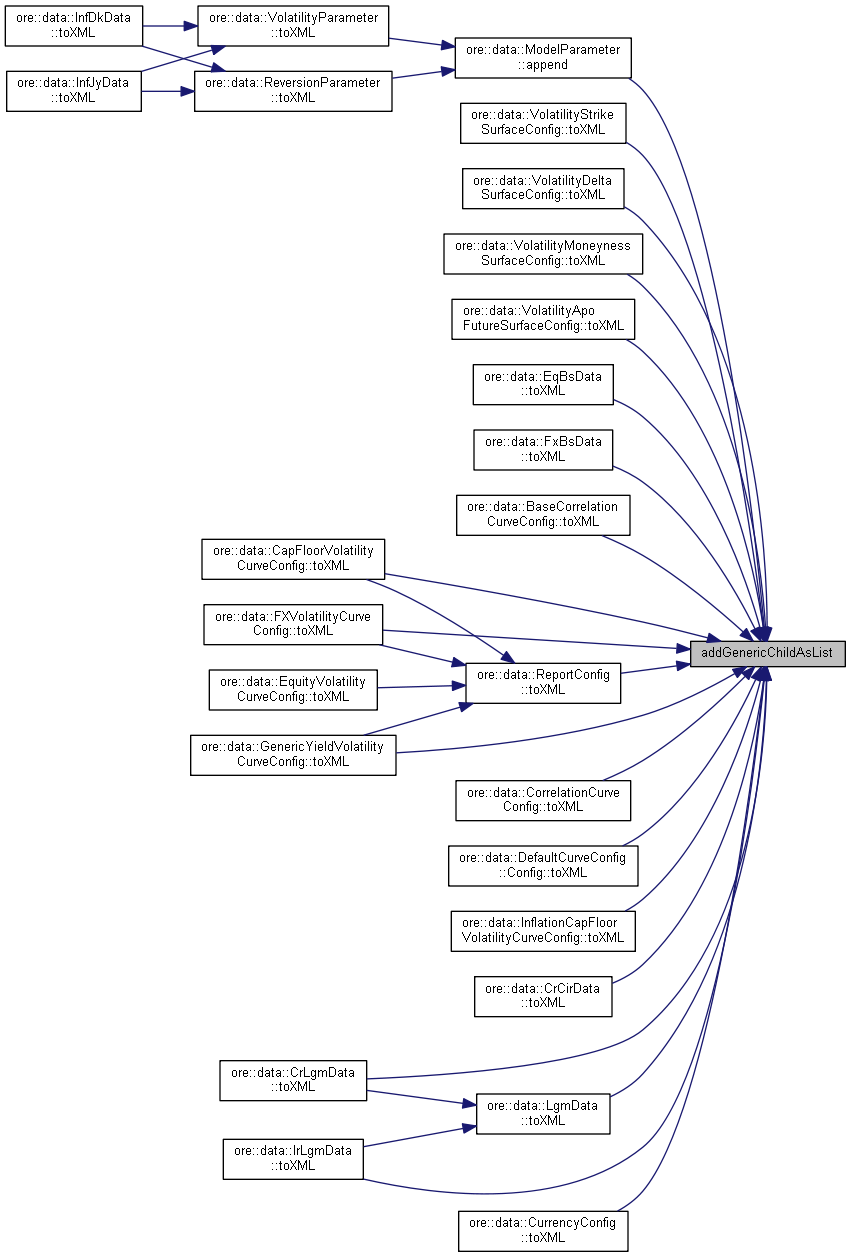 ore::data::InfDkData
::toXML
ore::data::VolatilityParameter
::toXML
ore::data::ModelParameter
::append
ore::data::InfJyData
::toXML
ore::data::ReversionParameter
::toXML
ore::data::VolatilityStrike
SurfaceConfig::toXML
ore::data::VolatilityDelta
SurfaceConfig::toXML
ore::data::VolatilityMoneyness
SurfaceConfig::toXML
ore::data::VolatilityApo
FutureSurfaceConfig::toXML
ore::data::EqBsData
::toXML
ore::data::FxBsData
::toXML
ore::data::BaseCorrelation
CurveConfig::toXML
ore::data::CapFloorVolatility
CurveConfig::toXML
ore::data::FXVolatilityCurve
Config::toXML
addGenericChildAsList
ore::data::ReportConfig
::toXML
ore::data::EquityVolatility
CurveConfig::toXML
ore::data::GenericYieldVolatility
CurveConfig::toXML
ore::data::CorrelationCurve
Config::toXML
ore::data::DefaultCurveConfig
::Config::toXML
ore::data::InflationCapFloor
VolatilityCurveConfig::toXML
ore::data::CrCirData
::toXML
ore::data::CrLgmData
::toXML
ore::data::LgmData
::toXML
ore::data::IrLgmData
::toXML
ore::data::CurrencyConfig
::toXML